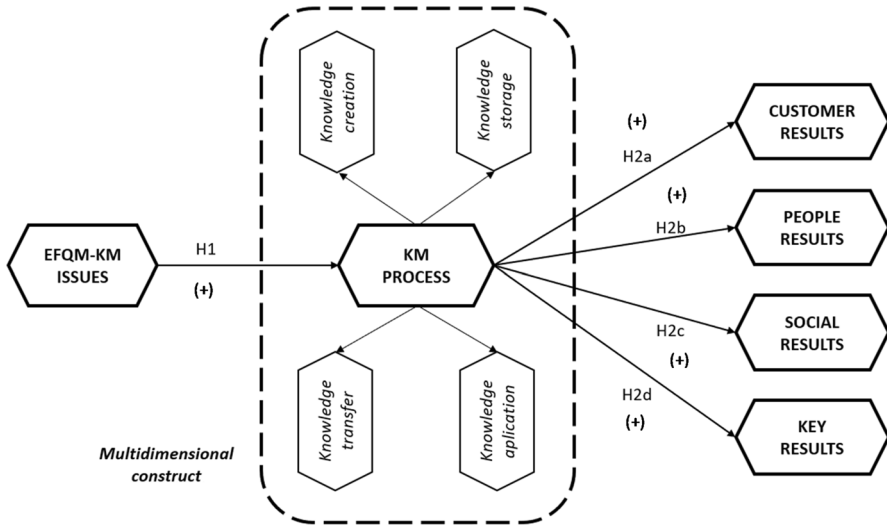 Knowledge
creation
Knowledge
storage
EFQM-KM
ISSUES
H1
(+)
KM
PROCESS
Knowledge
transfer
Knowledge
aplication
Multidimensional
construct
(+)
H2a
(+)
H2b
H2c
(+)
H2d
(+)
CUSTOMER
RESULTS
PEOPLE
RESULTS
SOCIAL
RESULTS
KEY
RESULTS